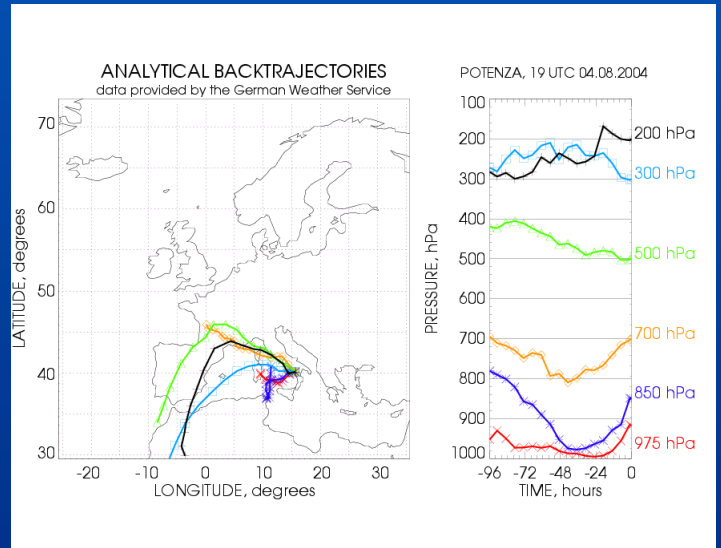 ANALYTICAL BACKTRAJECTORIES
data provided by the German Weather Service
70
60
50
40
30
LATITUDE, degrees
-20 -10 0 10 20 30
LONGITUDE, degrees
POTENZA, 19 UTC 04.08.2004
100
200
300
400
500
600
700
800
900
1000
PRESSURE, hPa
200 hPa
300 hPa
500 hPa
700 hPa
850 hPa
975 hPa
-96 -72 -48 -24 0
TIME, hours